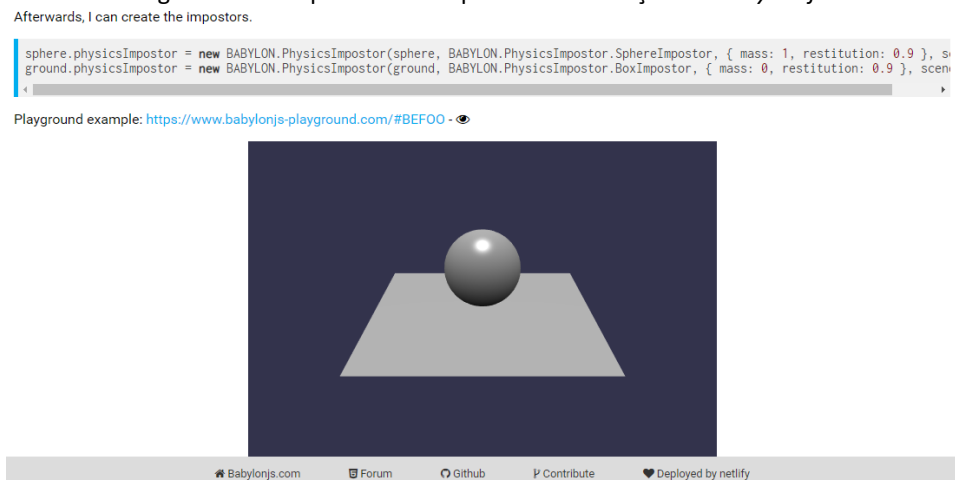 Afterwards, I can create the impostors.
sphere.physicsImpostor = new BABYLON.PhysicsImpostor(sphere, BABYLON.PhysicsImpostor.SphereImpostor, { mass: 1, restitution: 0.9 }, s
ground.physicsImpostor = new BABYLON.PhysicsImpostor(ground, BABYLON.PhysicsImpostor.BoxImpostor, { mass: 0, restitution: 0.9 }, scen
Playground example: https://www.babylonjs-playground.com/#BEFOO -
Babylonjs.com Forum Github Contribute Deployed by netlify